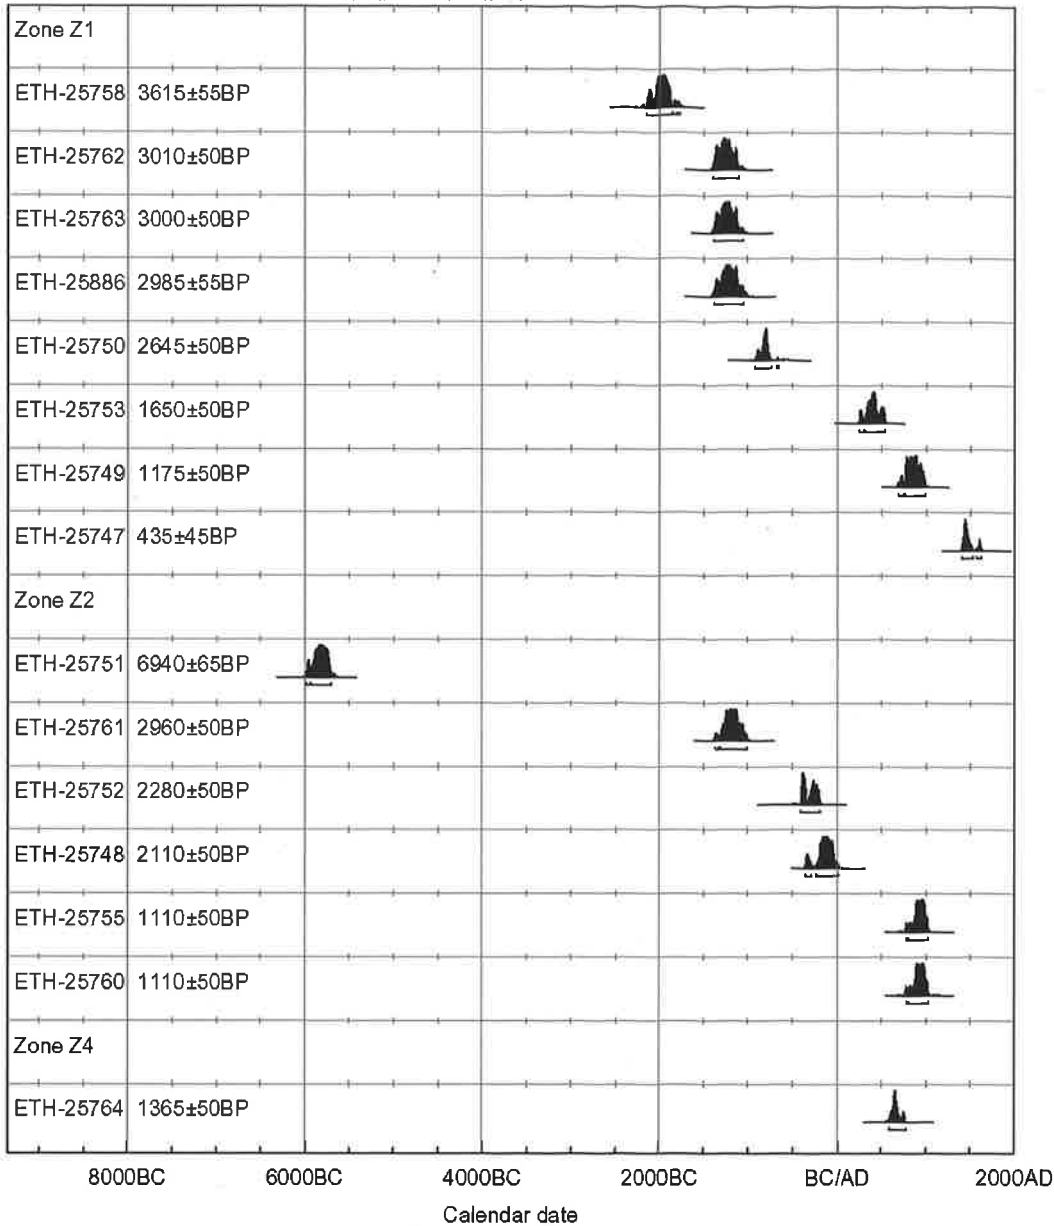 Zone Z1
ETH-25758 3615±55BP
ETH-25762 3010±50BP
ETH-25763 3000±50BP
ETH-25886 2985±55BP
ETH-25750 2645±50BP
ETH-25753 1650±50BP
ETH-25749 1175±50BP
ETH-25747 435±45BP
Zone Z2
ETH-25751 6940±65BP
ETH-25761 2960±50BP
ETH-25752 2280±50BP
ETH-25748 2110±50BP
ETH-25755 1110±50BP
ETH-25760 1110±50BP
Zone Z4
ETH-25764 1365±50BP
8000BC 6000BC 4000BC 2000BC BC/AD 2000AD
Calendar date